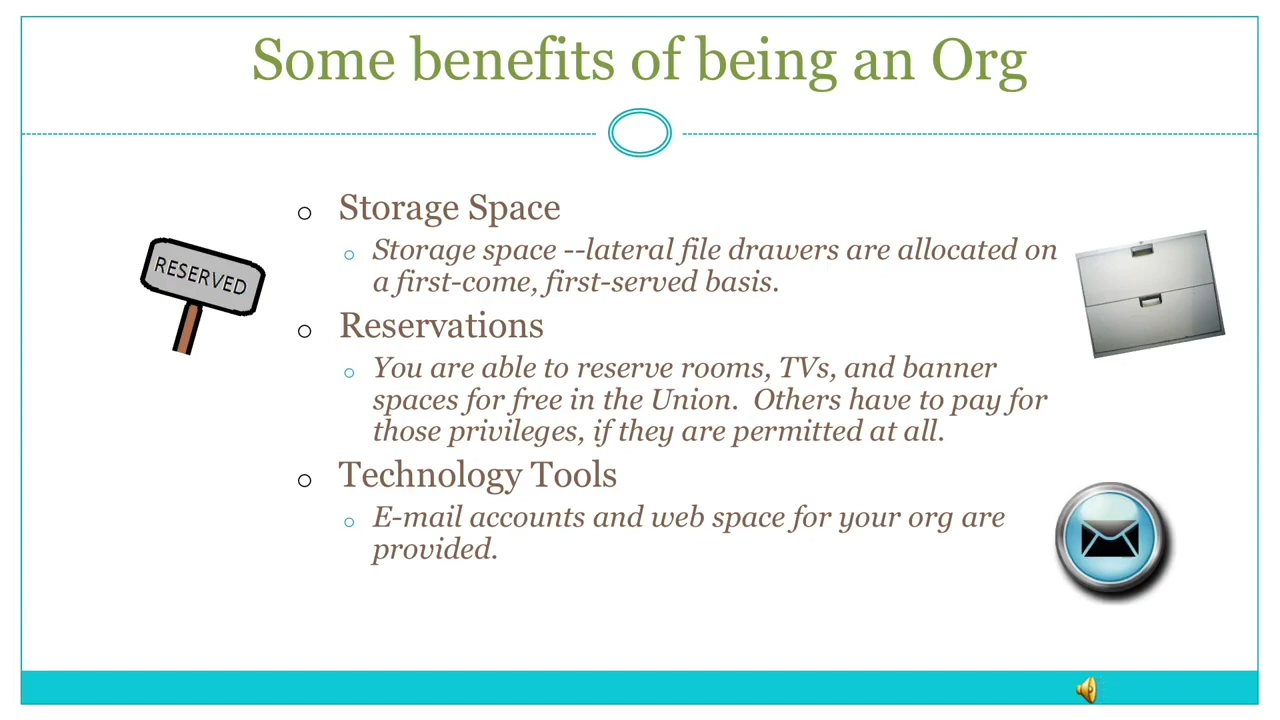 Some benefits of being an Org
Storage Space
Storage space --lateral file drawers are allocated on
a first-come, first-served basis.
RESERVED
Reservations
You are able to reserve rooms, TVs, and banner
spaces for free in the Union.  Others have to pay for
those privileges, if they are permitted at all.
Technology Tools
E-mail accounts and web space for your org are
provided.